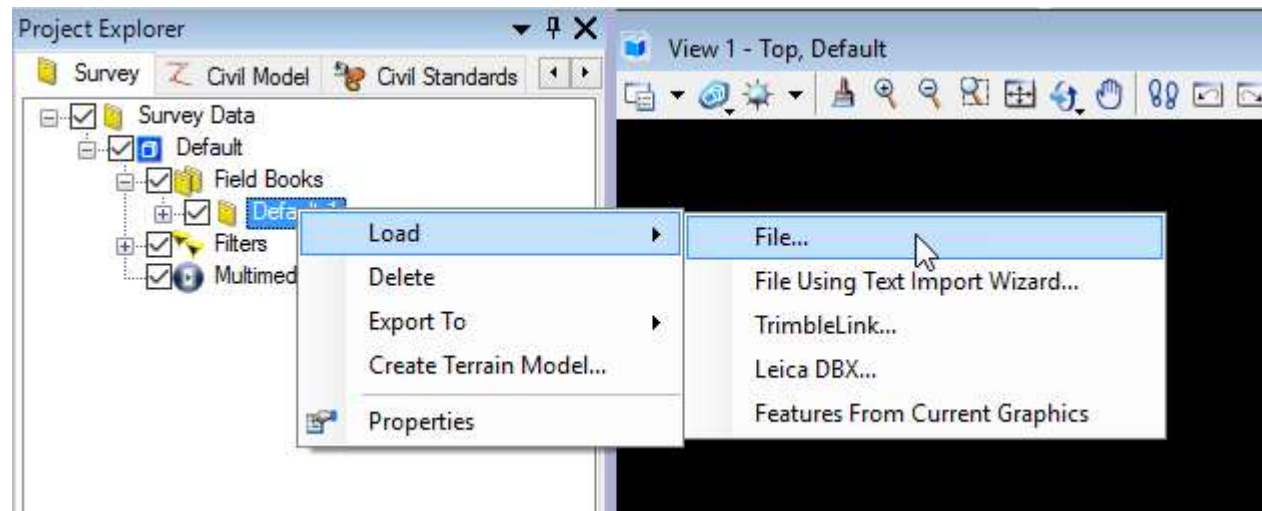 Project Explorer
View 1 - Top, Default
Survey
Civil Model
Civil Standards
Survey Data
Default
Field Books
Filters
Multimed
Load
Delete
Export To
Create Terrain Model...
Properties
File...
File Using Text Import Wizard...
TrimbleLink...
Leica DBX...
Features From Current Graphics